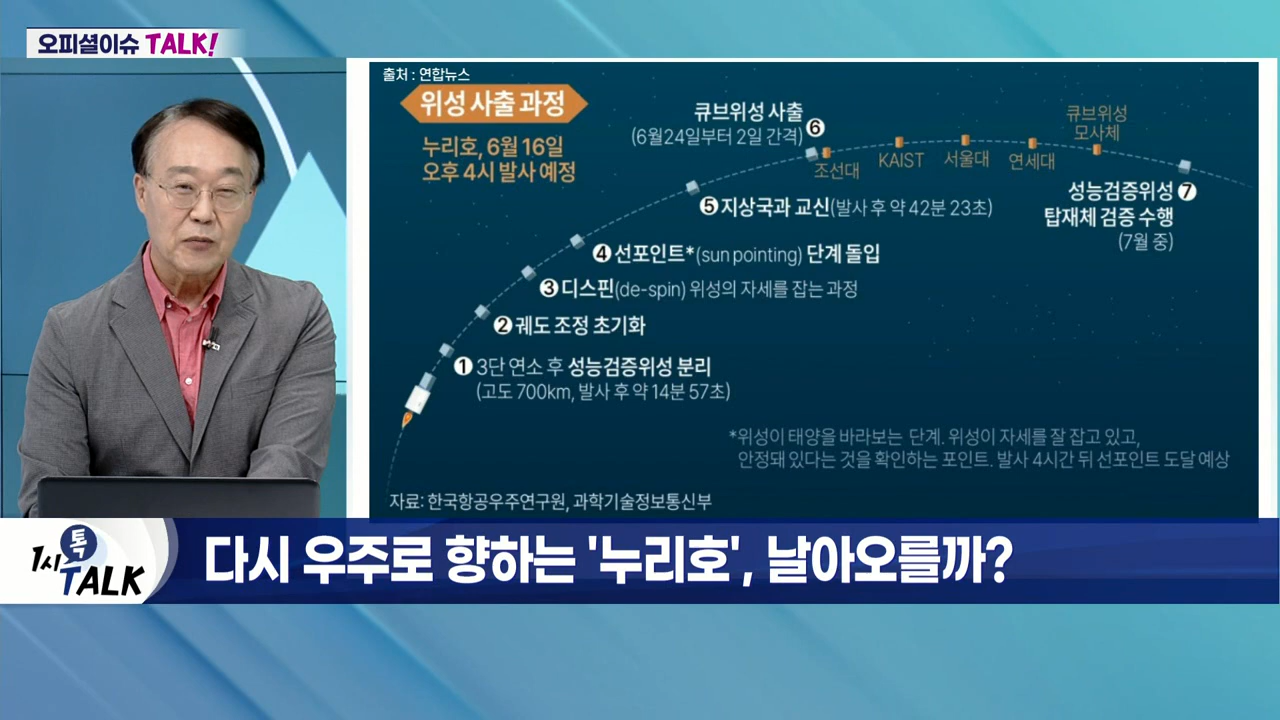 오피셜이슈 TALK!
출처 : 연합뉴스
위성 사출 과정
누리호, 6월 16일
오후 4시 발사 예정
큐브위성 사출
(6월24일부터 2일 간격)
⑥
조선대
KAIST
서울대
연세대
큐브위성
모사체
성능검증위성 ⑦
탑재체 검증 수행
(7월 중)
⑤ 지상국과 교신(발사 후 약 42분 23초)
④ 선포인트*(sun pointing) 단계 돌입
③ 디스핀(de-spin) 위성의 자세를 잡는 과정
② 궤도 조정 초기화
① 3단 연소 후 성능검증위성 분리
(고도 700km, 발사 후 약 14분 57초)
*위성이 태양을 바라보는 단계. 위성이 자세를 잘 잡고 있고,
안정돼 있다는 것을 확인하는 포인트. 발사 4시간 뒤 선포인트 도달 예상
자료: 한국항공우주연구원, 과학기술정보통신부
1시 톡 TALK
다시 우주로 향하는 '누리호', 날아오를까?